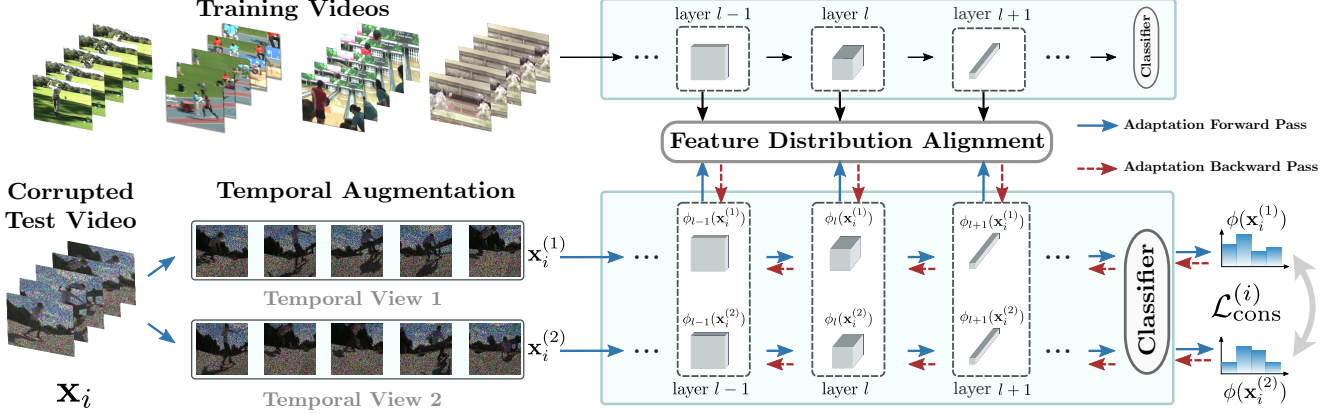 Training Videos
layer l − 1
layer l
layer l + 1
...
...
Classifier
Feature Distribution Alignment
Adaptation Forward Pass
Adaptation Backward Pass
Corrupted
Test Video
Temporal Augmentation
x_i^{(1)}
Temporal View 1
x_i^{(2)}
Temporal View 2
x_i
ϕ_{l−1}(x_i^{(1)})
ϕ_l(x_i^{(1)})
ϕ_{l+1}(x_i^{(1)})
...
...
ϕ_{l−1}(x_i^{(2)})
ϕ_l(x_i^{(2)})
ϕ_{l+1}(x_i^{(2)})
...
...
layer l − 1
layer l
layer l + 1
Classifier
ϕ(x_i^{(1)})
L_{cons}^{(i)}
ϕ(x_i^{(2)})